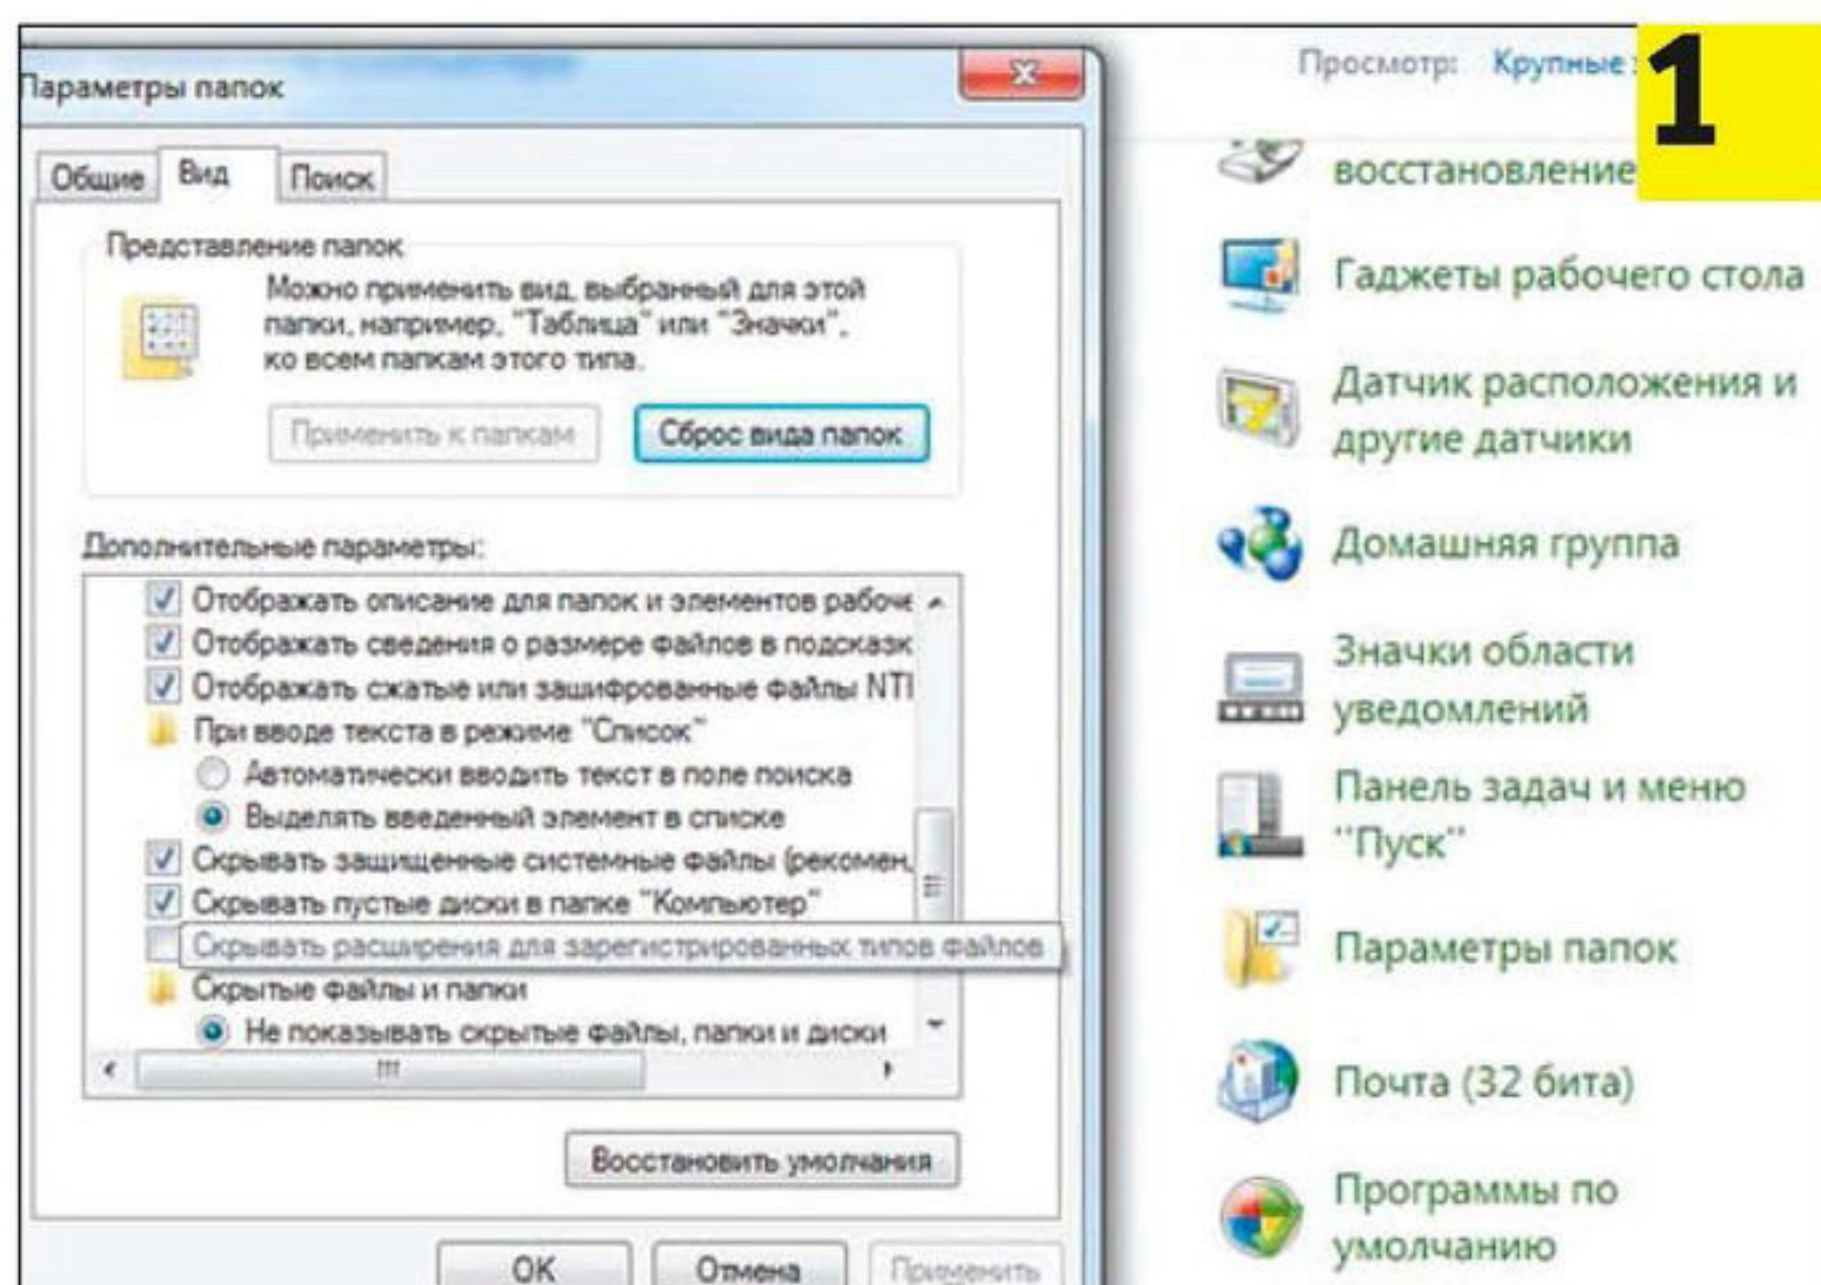 Параметры папок
Общие
Вид
Поиск
Представление папок
Можно применить вид, выбранный для этой
папки, например, "Таблица" или "Значки",
ко всем папкам этого типа.
Применить к папкам
Сброс вида папок
Дополнительные параметры:
Отображать описание для папок и элементов рабоче
Отображать сведения о размере файлов в подсказк
Отображать сжатые или зашифрованные файлы NTI
При вводе текста в режиме "Список"
Автоматически вводить текст в поле поиска
Выделять введенный элемент в списке
Скрывать защищенные системные файлы (рекомен,
Скрывать пустые диски в папке "Компьютер"
Скрывать расширения для зарегистрированных типов файлов
Скрытые файлы и папки
Не показывать скрытые файлы, папки и диски
Восстановить умолчания
ОК
Отмена
Применить
Просмотр: Крупные
1
восстановление
Гаджеты рабочего стола
Датчик расположения и
другие датчики
Домашняя группа
Значки области
уведомлений
Панель задач и меню
"Пуск"
Параметры папок
Почта (32 бита)
Программы по
умолчанию